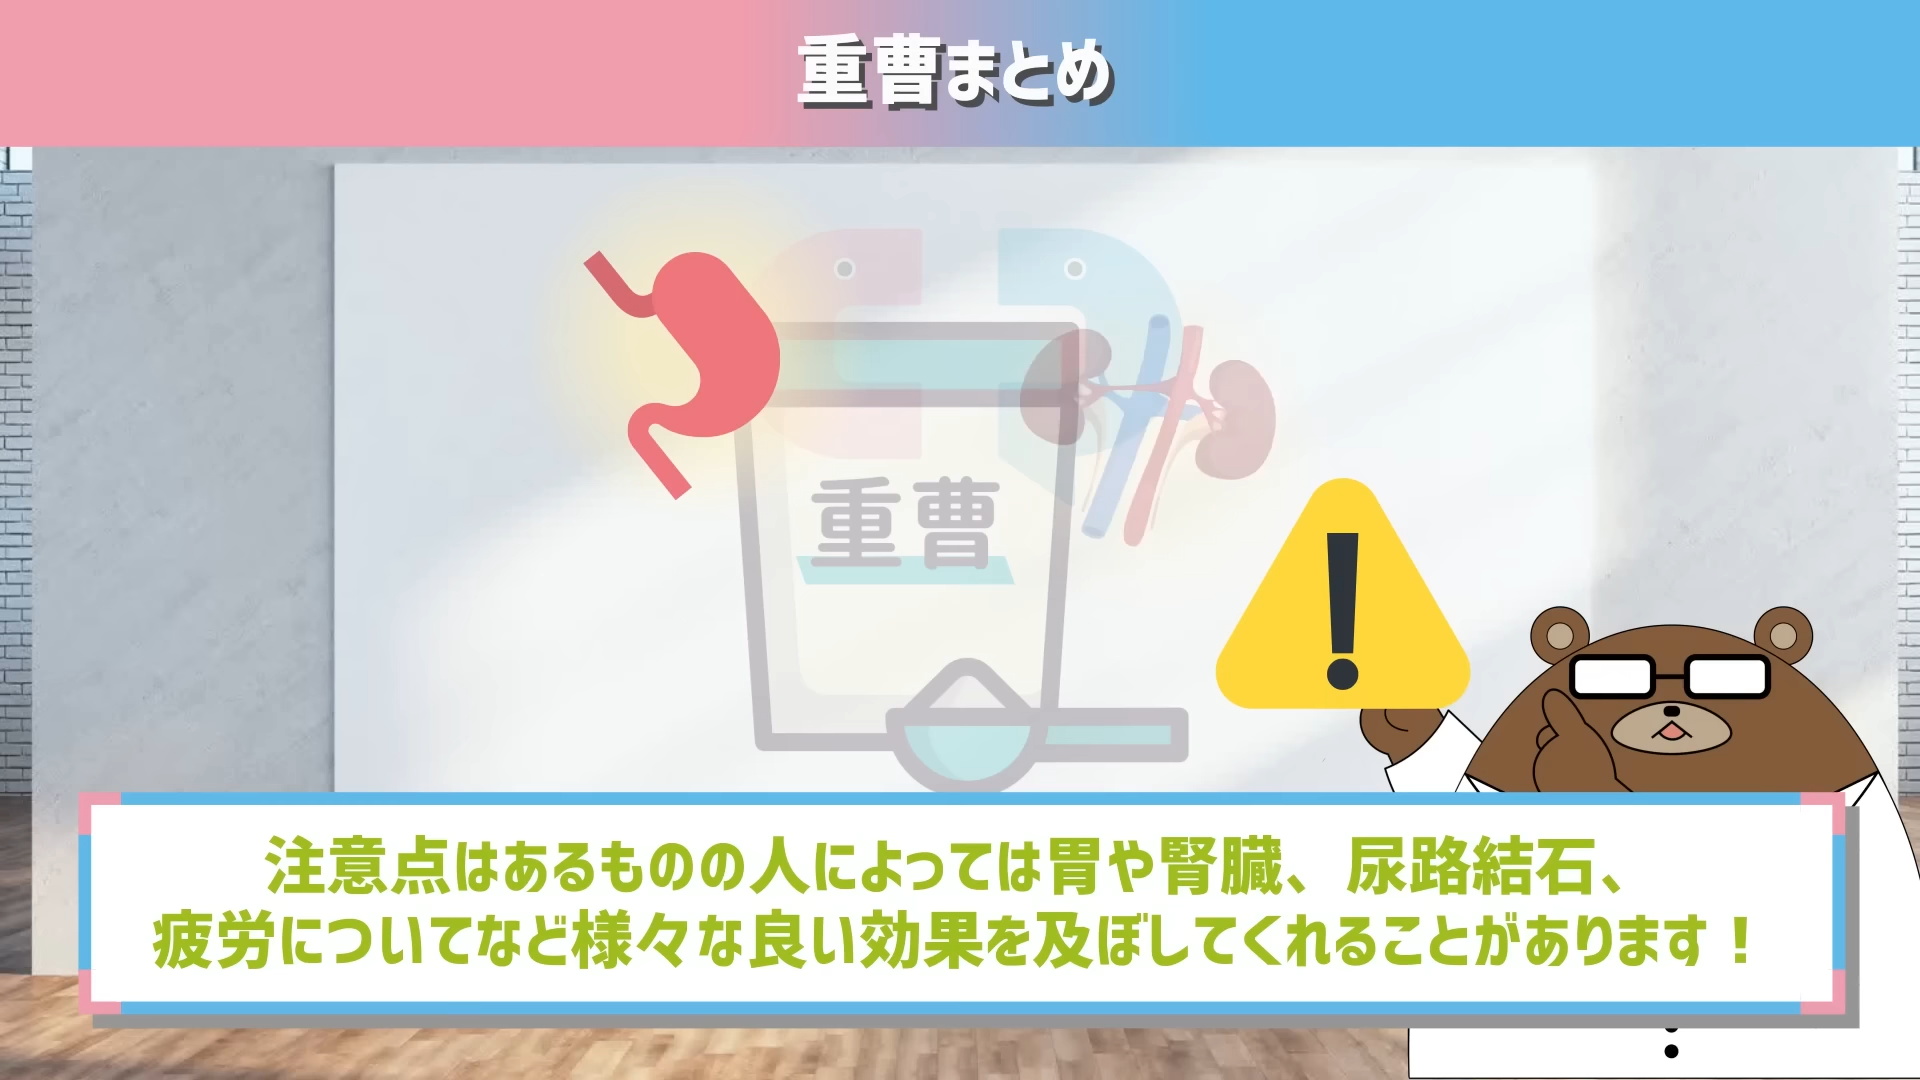 重曹まとめ
重曹
注意点はあるものの人によっては胃や腎臓、尿路結石、
疲労についてなど様々な良い効果を及ぼしてくれることがあります！